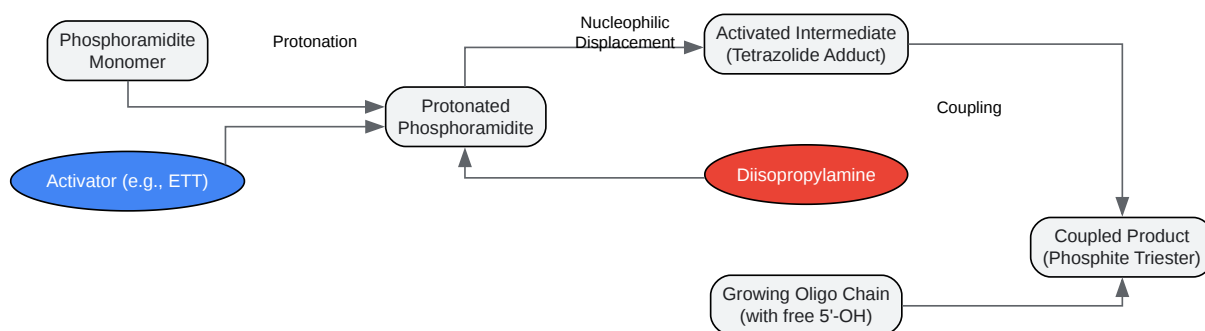 Phosphoramidite
Monomer
Protonation
Nucleophilic
Displacement
Activated Intermediate
(Tetrazolide Adduct)
Protonated
Phosphoramidite
Coupling
Activator (e.g., ETT)
Diisopropylamine
Coupled Product
(Phosphite Triester)
Growing Oligo Chain
(with free 5'-OH)